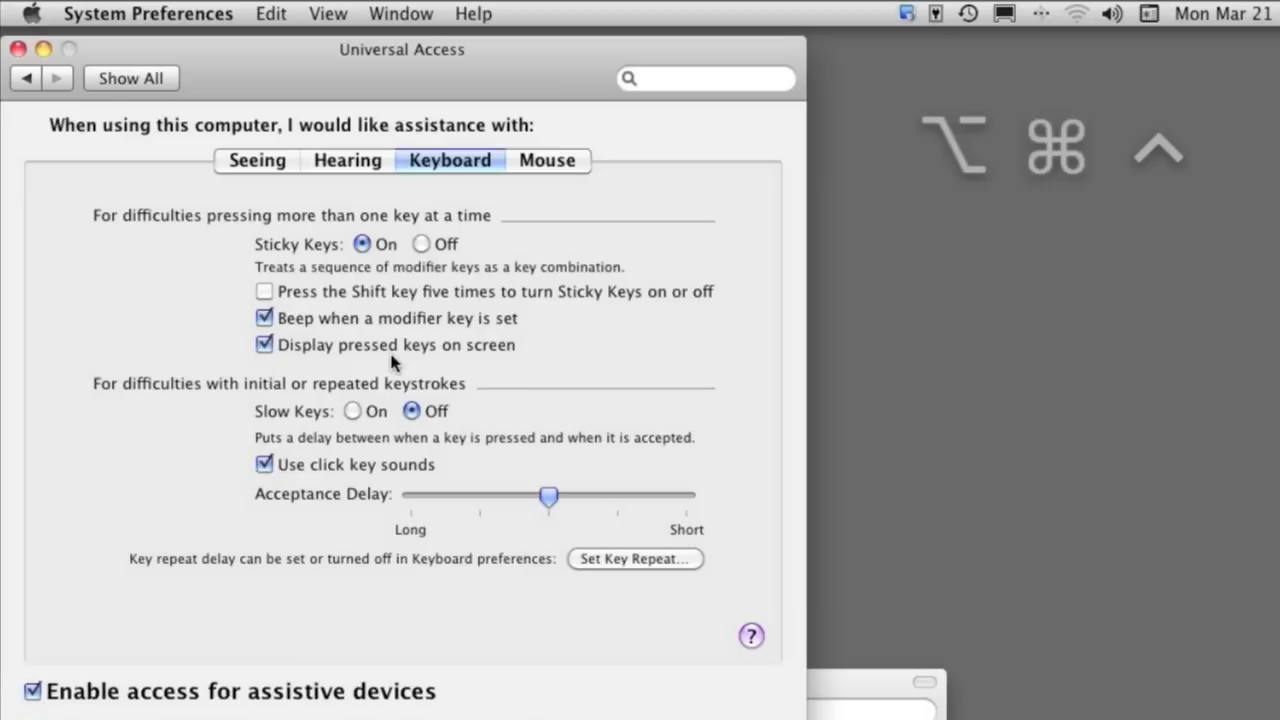 System Preferences Edit View Window Help Mon Mar 21
Universal Access
Show All
When using this computer, I would like assistance with:
Seeing Hearing Keyboard Mouse
For difficulties pressing more than one key at a time
Sticky Keys: On Off
Treats a sequence of modifier keys as a key combination.
Press the Shift key five times to turn Sticky Keys on or off
Beep when a modifier key is set
Display pressed keys on screen
For difficulties with initial or repeated keystrokes
Slow Keys: On Off
Puts a delay between when a key is pressed and when it is accepted.
Use click key sounds
Acceptance Delay:
Long Short
Key repeat delay can be set or turned off in Keyboard preferences: Set Key Repeat...
?
Enable access for assistive devices